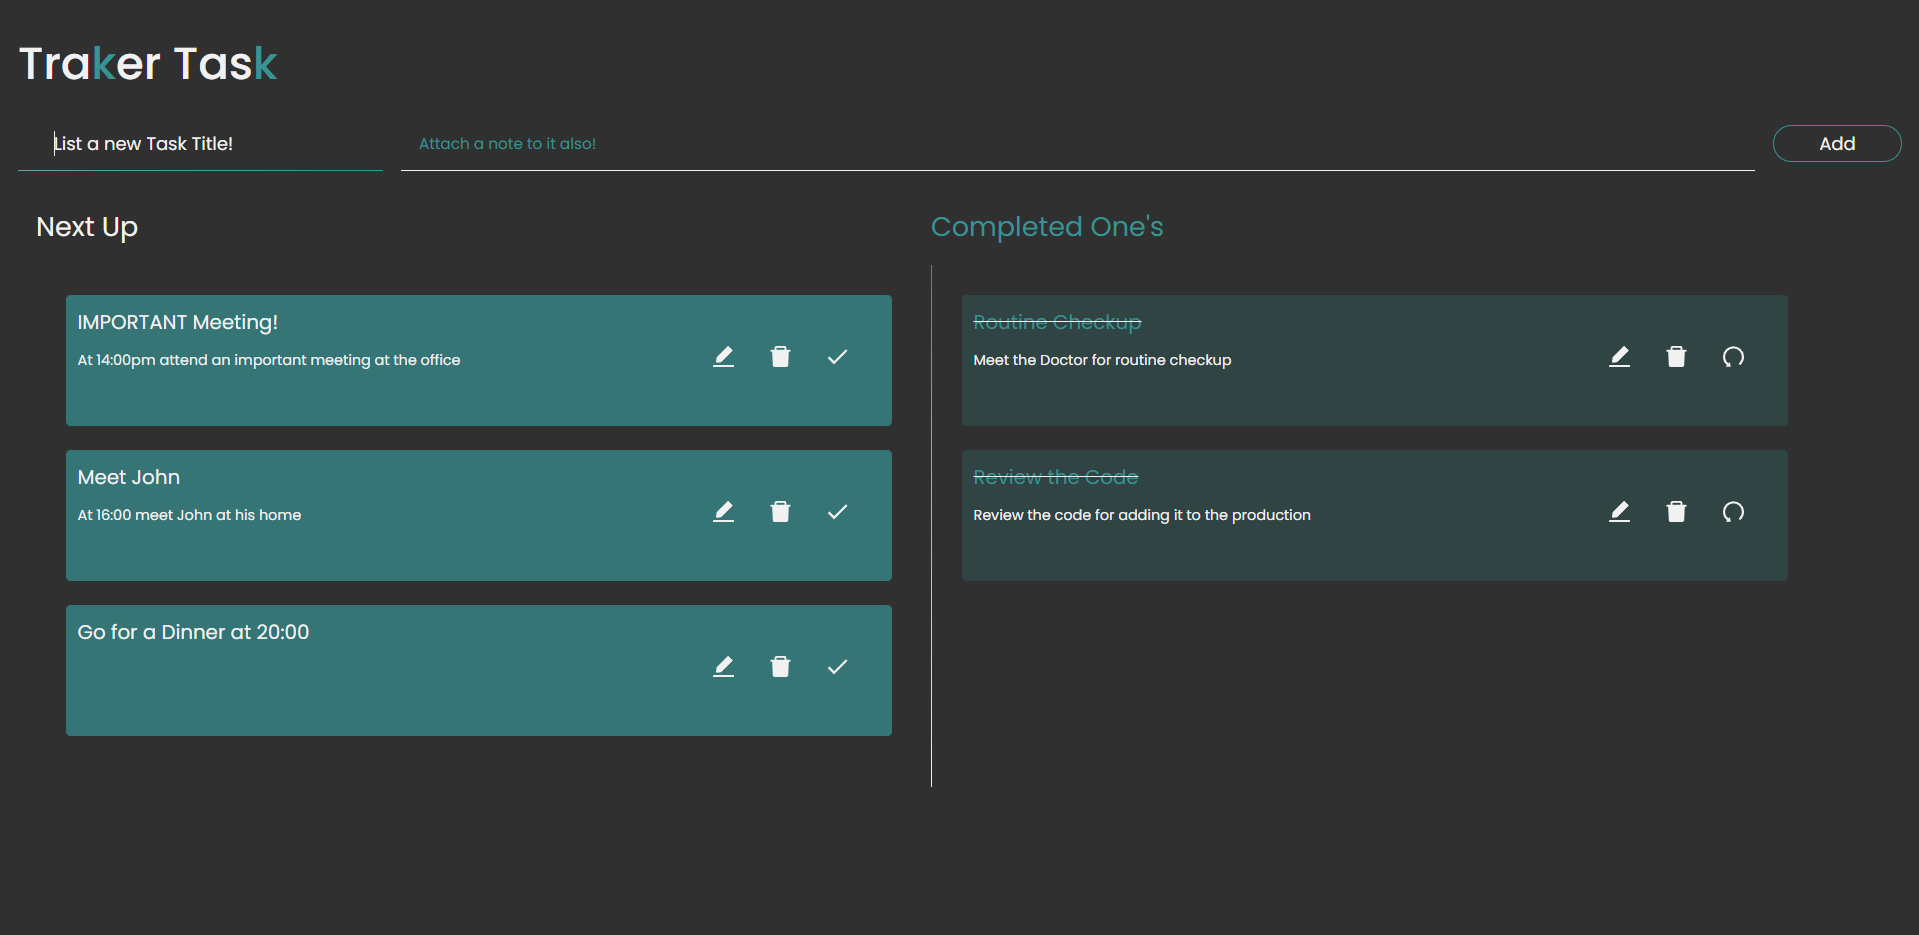 Traker Task
List a new Task Title!
Attach a note to it also!
Add
Next Up
IMPORTANT Meeting!
At 14:00pm attend an important meeting at the office
Meet John
At 16:00 meet John at his home
Go for a Dinner at 20:00
Completed One's
Routine Checkup
Meet the Doctor for routine checkup
Review the Code
Review the code for adding it to the production